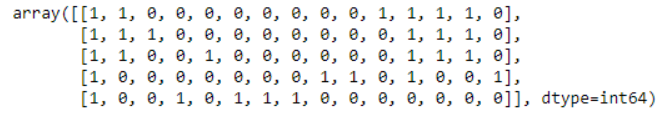 array([[1, 1, 0, 0, 0, 0, 0, 0, 0, 0, 1, 1, 1, 1, 0],
[1, 1, 1, 0, 0, 0, 0, 0, 0, 0, 0, 1, 1, 1, 0],
[1, 1, 0, 0, 1, 0, 0, 0, 0, 0, 0, 1, 1, 1, 0],
[1, 0, 0, 0, 0, 0, 0, 0, 1, 1, 0, 1, 0, 0, 1],
[1, 0, 0, 1, 0, 1, 1, 1, 0, 0, 0, 0, 0, 0, 0]], dtype=int64)